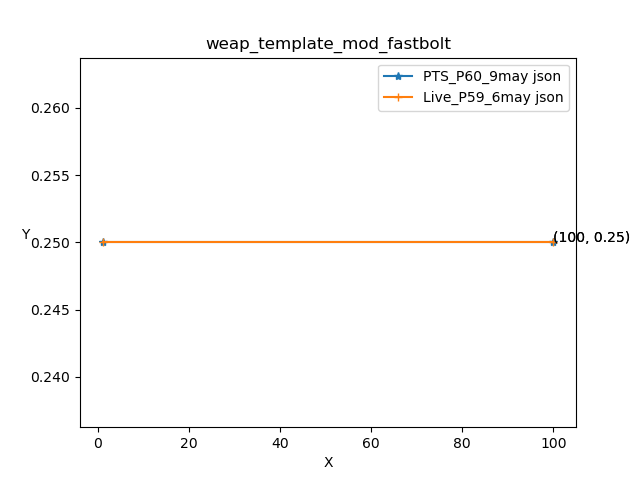 weap_template_mod_fastbolt
PTS_P60_9may json
Live_P59_6may json
0.260
0.255
Y
0.250
(100, 0.25)
0.245
0.240
0
20
40
60
80
100
X